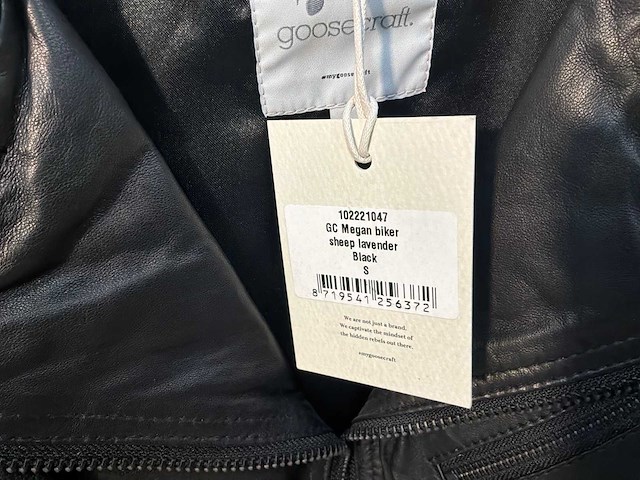 goosecraft.
#mygoosecraft
102221047
GC Megan biker
sheep lavender
Black
S
8 719541 256372
We are not just a brand.
We captivate the mindset of
the hidden rebels out there.
#mygoosecraft